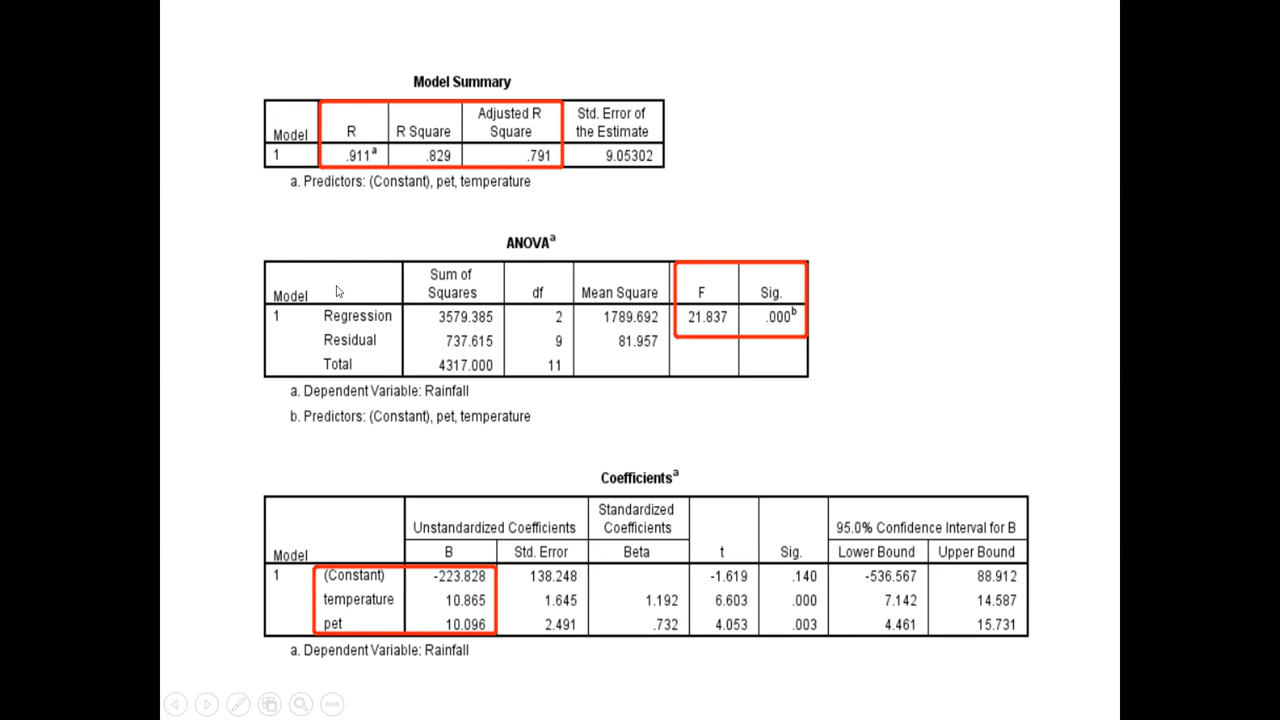 Model Summary
Model R R Square Adjusted R Square Std. Error of the Estimate
1 .911a .829 .791 9.05302
a. Predictors: (Constant), pet, temperature
ANOVAa
Model Sum of Squares df Mean Square F Sig.
1 Regression 3579.385 2 1789.692 21.837 .000b
Residual 737.615 9 81.957
Total 4317.000 11
a. Dependent Variable: Rainfall
b. Predictors: (Constant), pet, temperature
Coefficientsa
Model Unstandardized Coefficients Standardized Coefficients t Sig. 95.0% Confidence Interval for B
B Std. Error Beta Lower Bound Upper Bound
1 (Constant) -223.828 138.248 -1.619 .140 -536.567 88.912
temperature 10.865 1.645 1.192 6.603 .000 7.142 14.587
pet 10.096 2.491 .732 4.053 .003 4.461 15.731
a. Dependent Variable: Rainfall